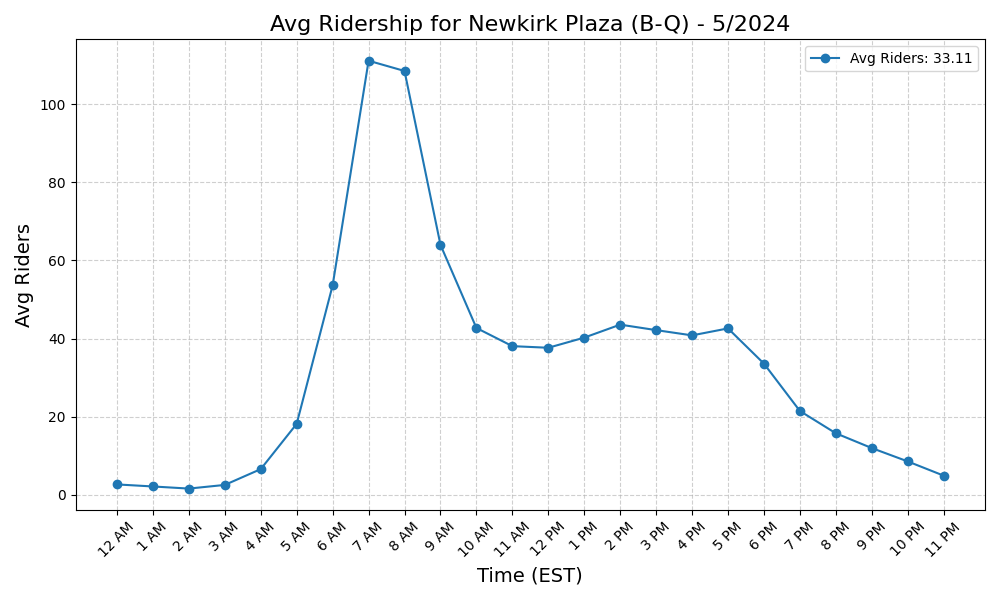 Avg Ridership for Newkirk Plaza (B-Q) - 5/2024
Avg Riders: 33.11
Avg Riders
100
80
60
40
20
0
12 AM
1 AM
2 AM
3 AM
4 AM
5 AM
6 AM
7 AM
8 AM
9 AM
10 AM
11 AM
12 PM
1 PM
2 PM
3 PM
4 PM
5 PM
6 PM
7 PM
8 PM
9 PM
10 PM
11 PM
Time (EST)